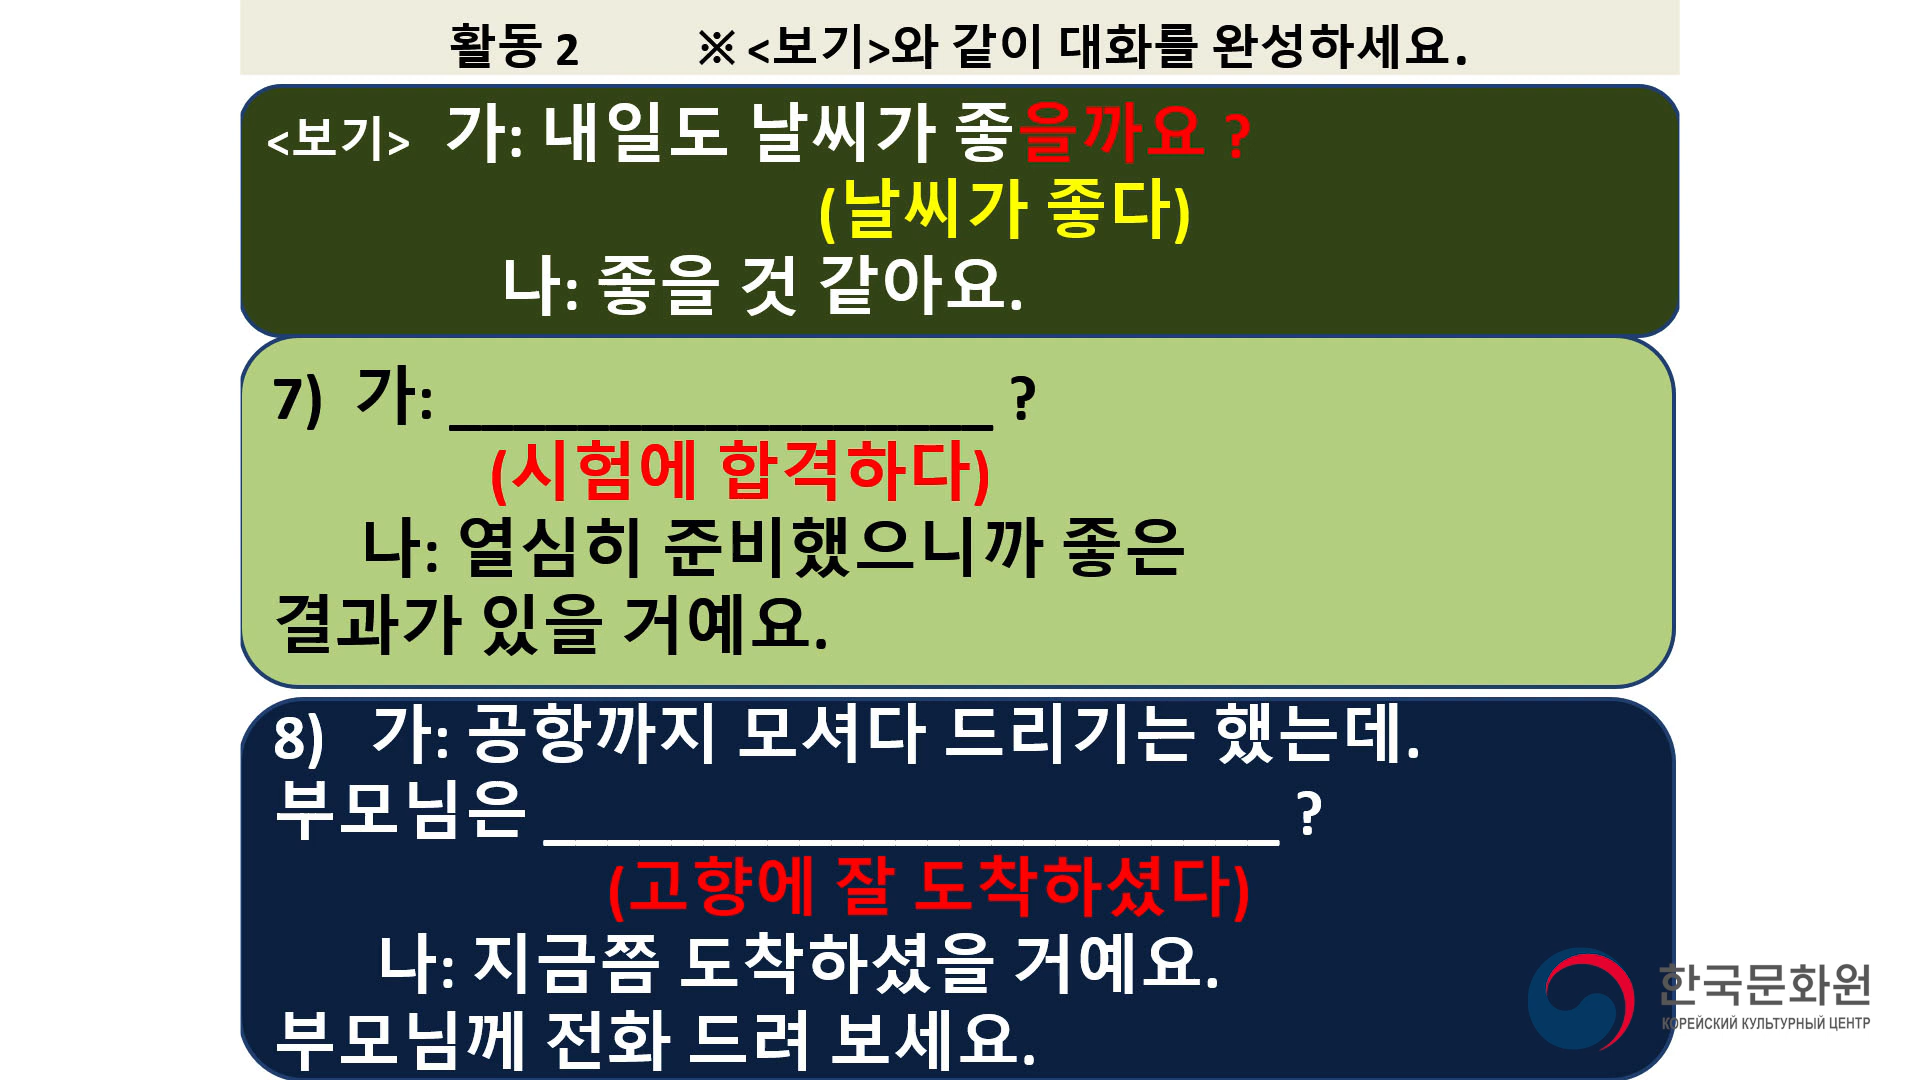 활동 2 ※ <보기>와 같이 대화를 완성하세요.
<보기> 가: 내일도 날씨가 좋을까요 ?
(날씨가 좋다)
나: 좋을 것 같아요.
7) 가: _________________ ?
(시험에 합격하다)
나: 열심히 준비했으니까 좋은
결과가 있을 거예요.
8) 가: 공항까지 모셔다 드리기는 했는데.
부모님은 _______________________ ?
(고향에 잘 도착하셨다)
나: 지금쯤 도착하셨을 거예요.
부모님께 전화 드려 보세요.
한국문화원
КОРЕЙСКИЙ КУЛЬТУРНЫЙ ЦЕНТР